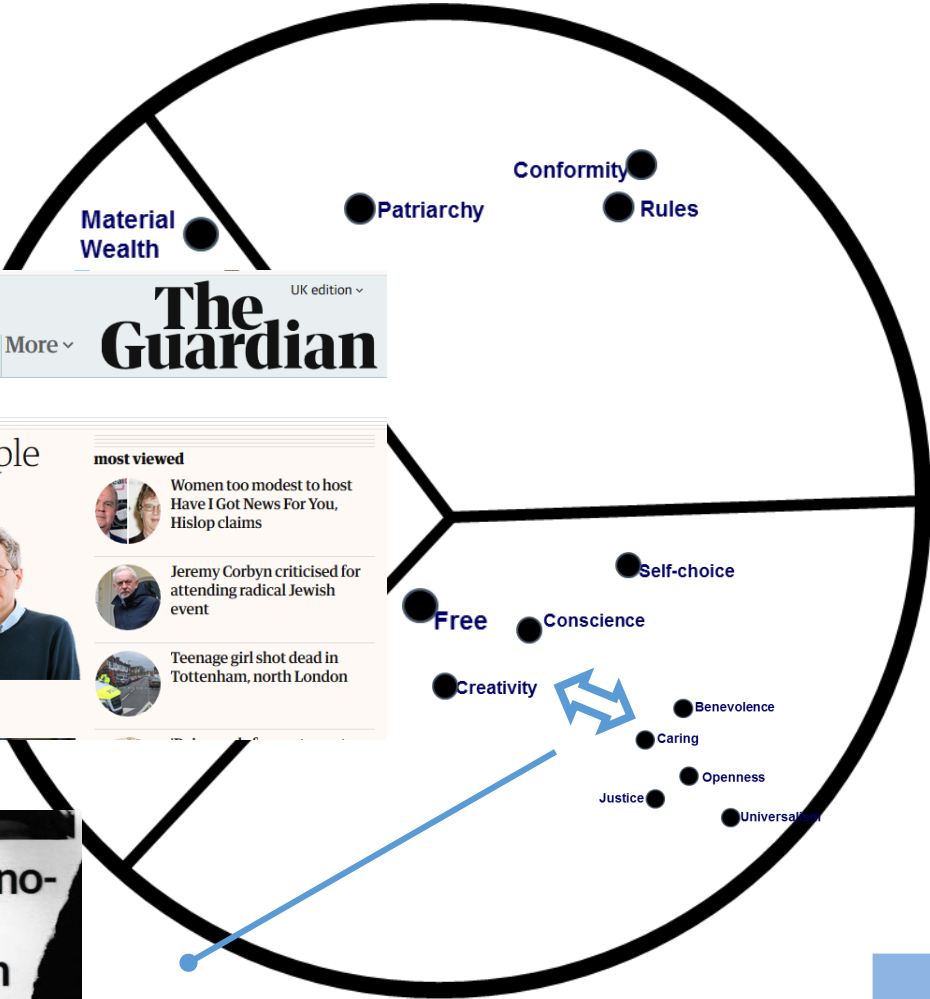 Conformity
Patriarchy
Rules
Material
Wealth
UK edition
The
Guardian
More
ple
most viewed
Women too modest to host
Have I Got News For You,
Hislop claims
Jeremy Corbyn criticised for
attending radical Jewish
event
Teenage girl shot dead in
Tottenham, north London
Self-choice
Free
Conscience
Creativity
Benevolence
Caring
Openness
Justice
Universalism
no-